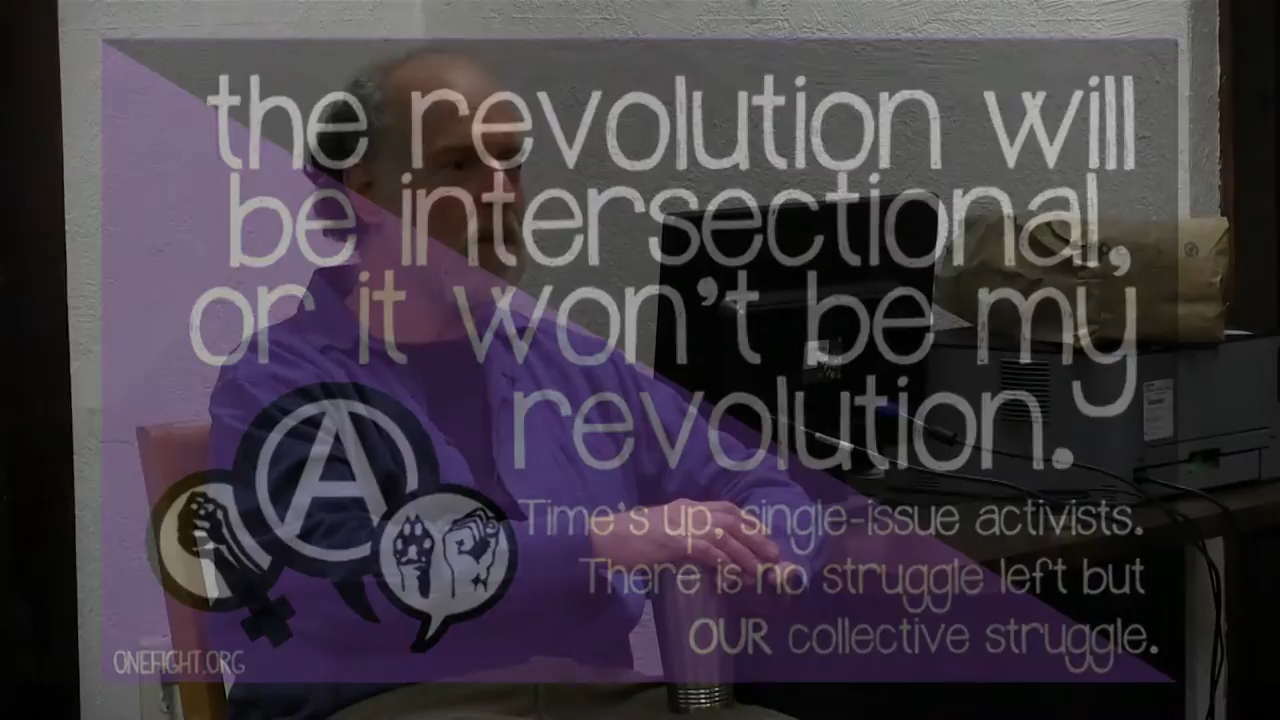 the revolution will
be intersectional,
or it won't be my
revolution.
Time's up, single-issue activists.
There is no struggle left but
OUR collective struggle.
ONEFIGHT.ORG